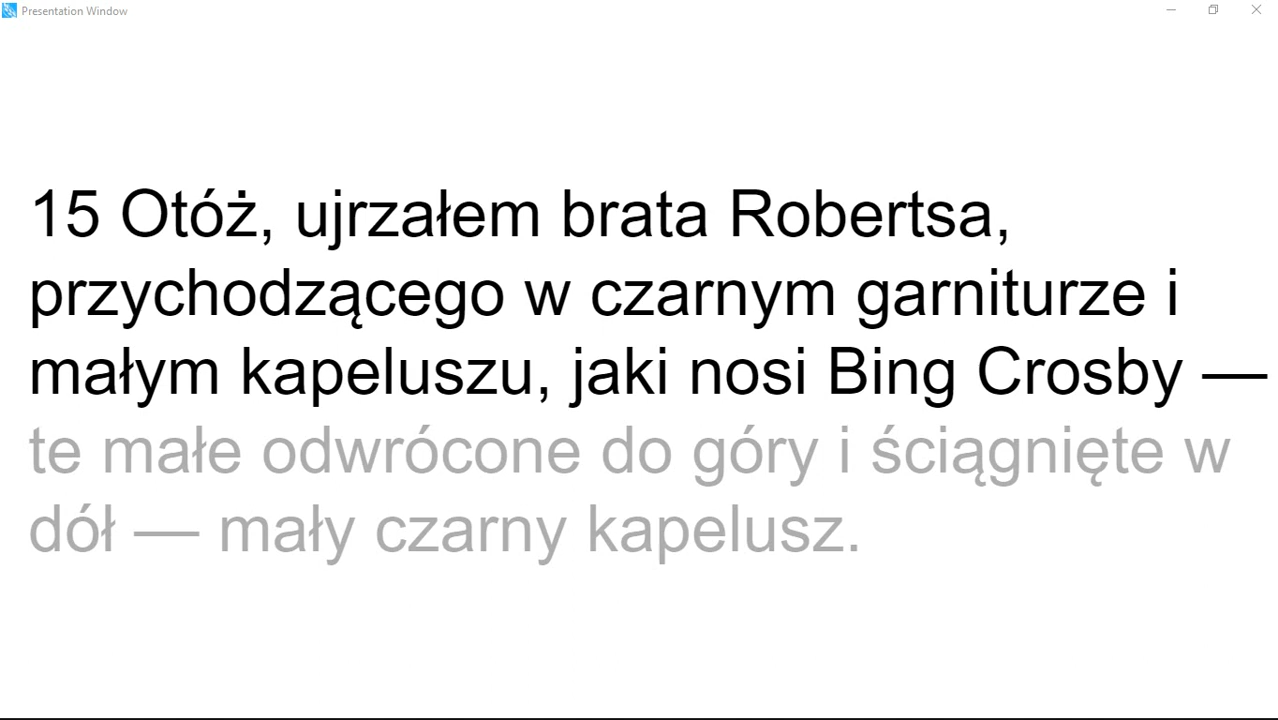 Presentation Window
15 Otóż, ujrzałem brata Robertsa,
przychodzącego w czarnym garniturze i
małym kapeluszu, jaki nosi Bing Crosby —
te małe odwrócone do góry i ściągnięte w
dół — mały czarny kapelusz.